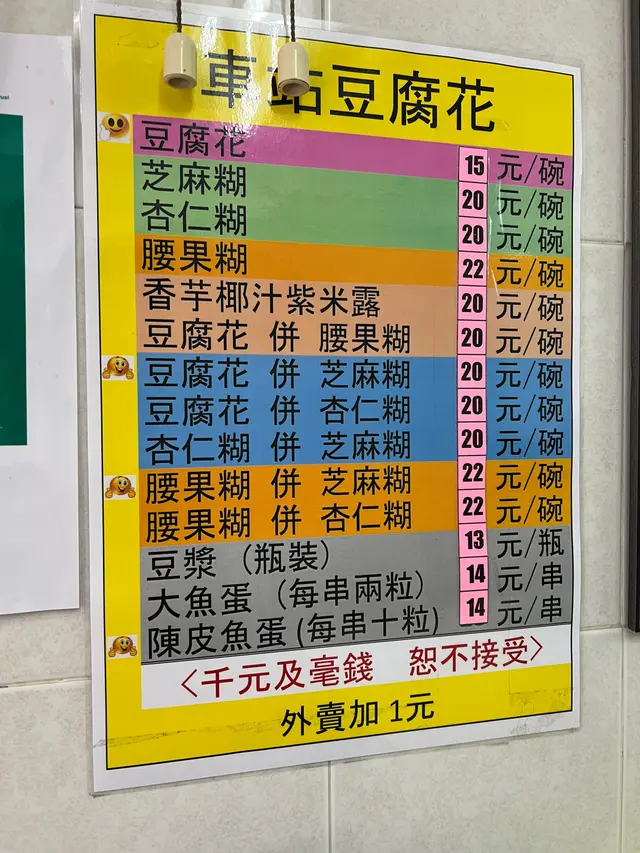 車站豆腐花
豆腐花 15 元/碗
芝麻糊 20 元/碗
杏仁糊 20 元/碗
腰果糊 22 元/碗
香芋椰汁紫米露 20 元/碗
豆腐花 併 腰果糊 20 元/碗
豆腐花 併 芝麻糊 20 元/碗
豆腐花 併 杏仁糊 20 元/碗
杏仁糊 併 芝麻糊 20 元/碗
腰果糊 併 芝麻糊 22 元/碗
腰果糊 併 杏仁糊 22 元/碗
豆漿（瓶裝） 13 元/瓶
大魚蛋（每串兩粒） 14 元/串
陳皮魚蛋(每串十粒) 14 元/串
〈千元及毫錢 恕不接受〉
外賣加 1元